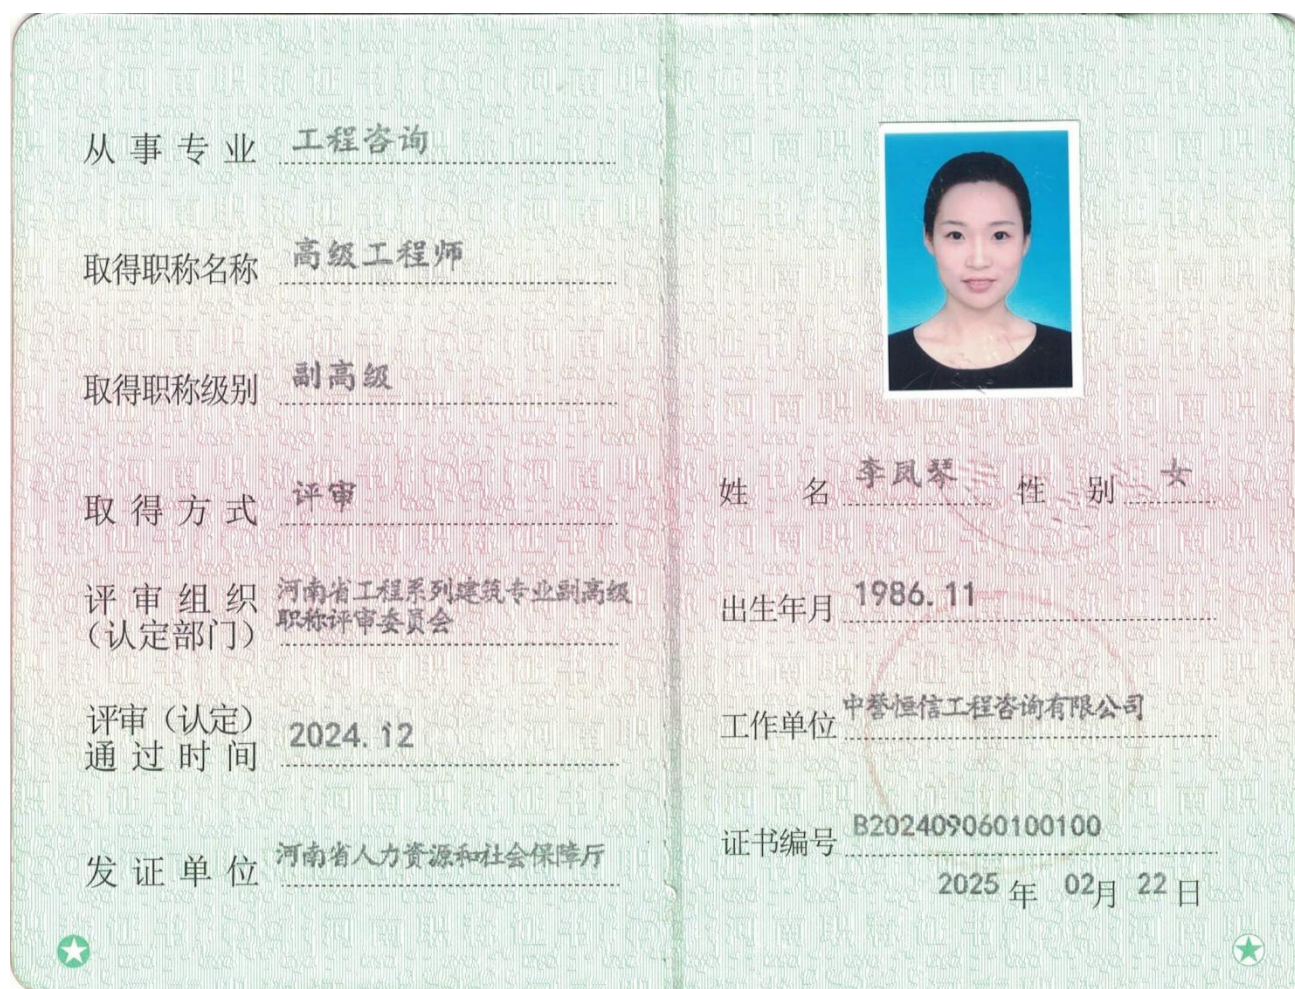 从事专业 工程咨询
取得职称名称 高级工程师
取得职称级别 副高级
取得方式 评审
评审组织 河南省工程系列建筑专业副高级
（认定部门） 职称评审委员会
评审（认定）
通过时间 2024.12
发证单位 河南省人力资源和社会保障厅
姓名 李凤琴 性别 女
出生年月 1986.11
工作单位 中誉恒信工程咨询有限公司
证书编号 B202409060100100
2025年02月22日